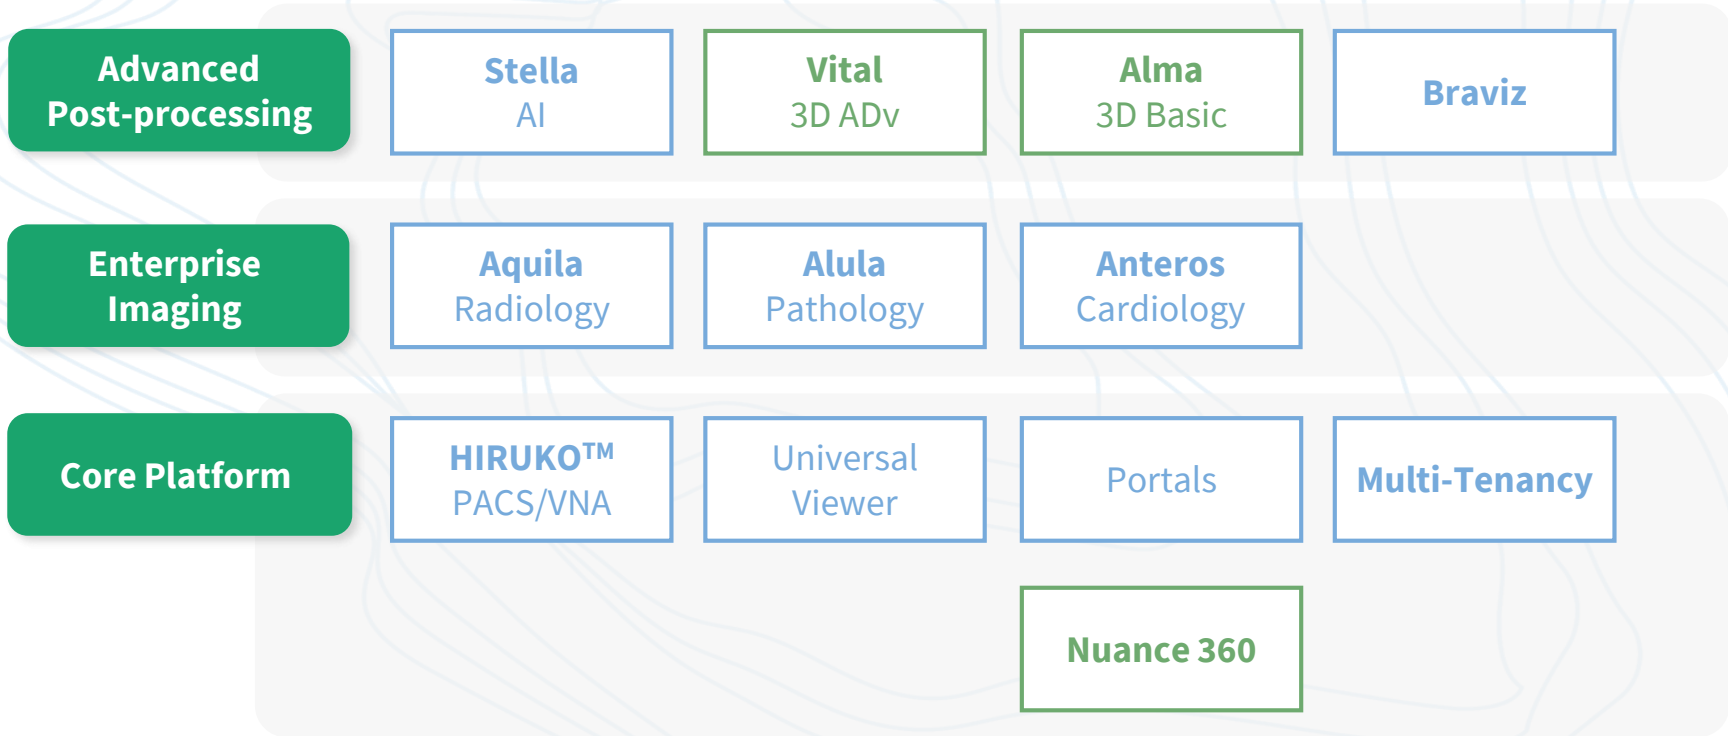 Advanced
Post-processing
Stella
AI
Vital
3D ADv
Alma
3D Basic
Braviz
Enterprise
Imaging
Aquila
Radiology
Alula
Pathology
Anteros
Cardiology
Core Platform
HIRUKO™
PACS/VNA
Universal
Viewer
Portals
Multi-Tenancy
Nuance 360